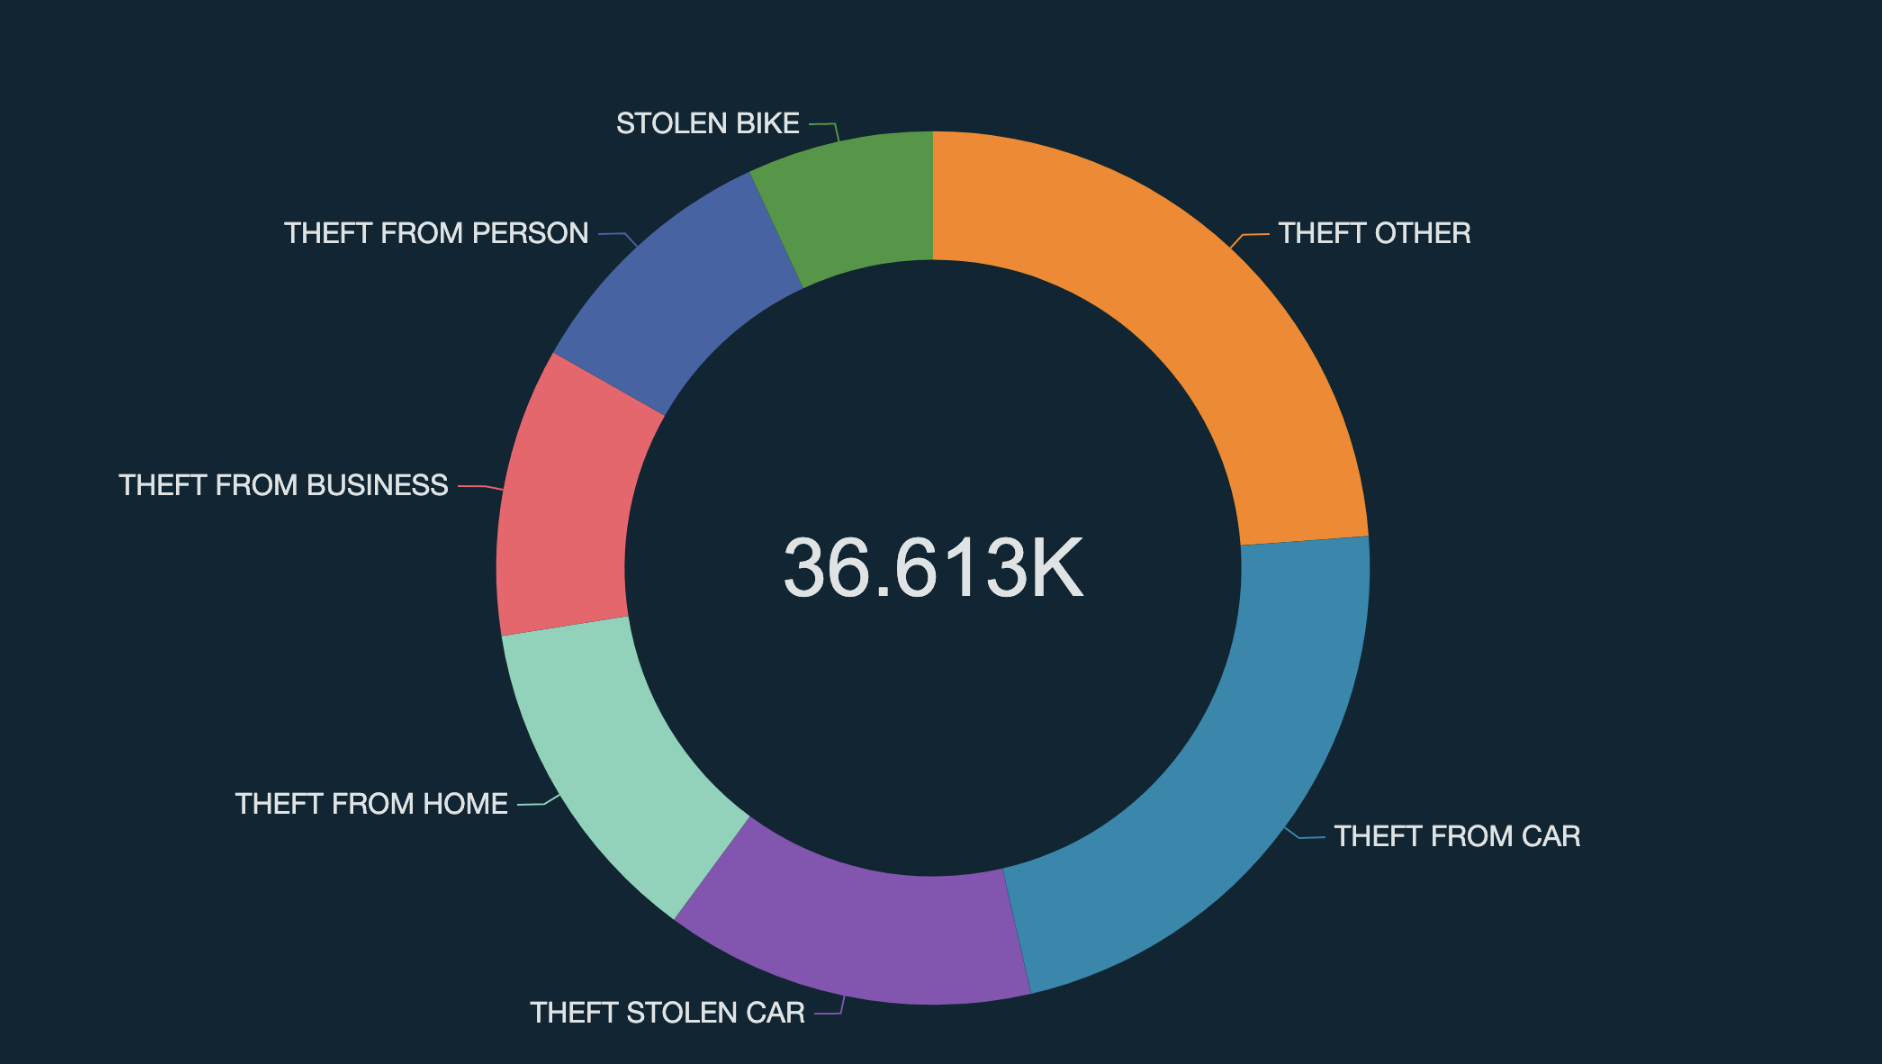 STOLEN BIKE
THEFT FROM PERSON
THEFT OTHER
THEFT FROM BUSINESS
36.613K
THEFT FROM HOME
THEFT FROM CAR
THEFT STOLEN CAR